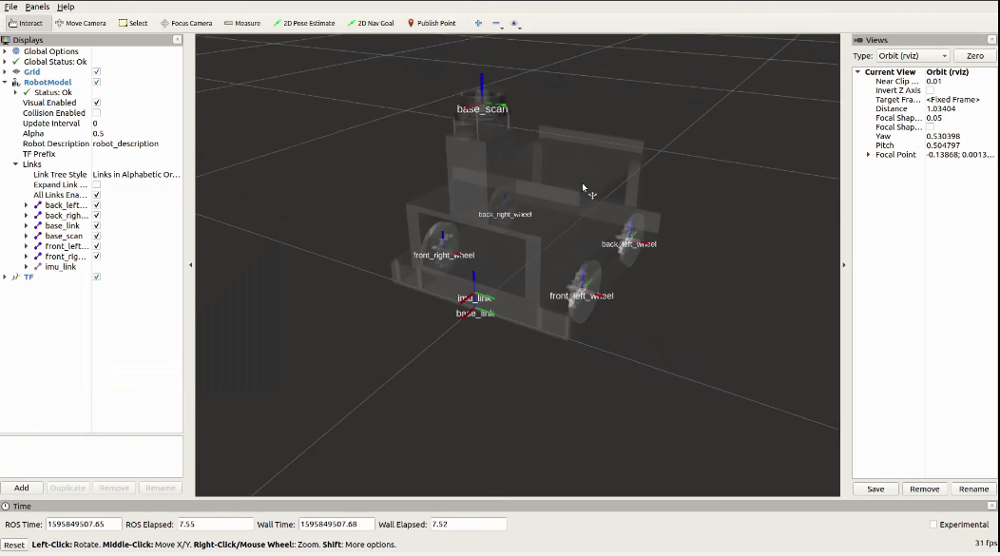 File Panels Help
Interact Move Camera Select Focus Camera Measure 2D Pose Estimate 2D Nav Goal Publish Point
Displays
Global Options
Global Status: Ok
Grid
RobotModel
Status: Ok
Visual Enabled
Collision Enabled
Update Interval 0
Alpha 0.5
Robot Description robot_description
TF Prefix
Links
Link Tree Style Links in Alphabetic Or...
Expand Link ...
All Links Ena...
back_left...
back_righ...
base_link
base_scan
front_left...
front_rig...
imu_link
TF
Add Duplicate Remove Rename
base_scan
back_right_wheel
back_left_wheel
front_right_wheel
front_left_wheel
imu_link
base_link
Views
Type: Orbit (rviz) Zero
Current View Orbit (rviz)
Near Clip ... 0.01
Invert Z Axis
Target Fra... <Fixed Frame>
Distance 1.03404
Focal Shap... 0.05
Focal Shap...
Yaw 0.530398
Pitch 0.504797
Focal Point -0.13868; 0.0013...
Save Remove Rename
Time
ROS Time: 1595849507.65 ROS Elapsed: 7.55 Wall Time: 1595849507.68 Wall Elapsed: 7.52 Experimental
Reset Left-Click: Rotate. Middle-Click: Move X/Y. Right-Click/Mouse Wheel:: Zoom. Shift: More options. 31 fps